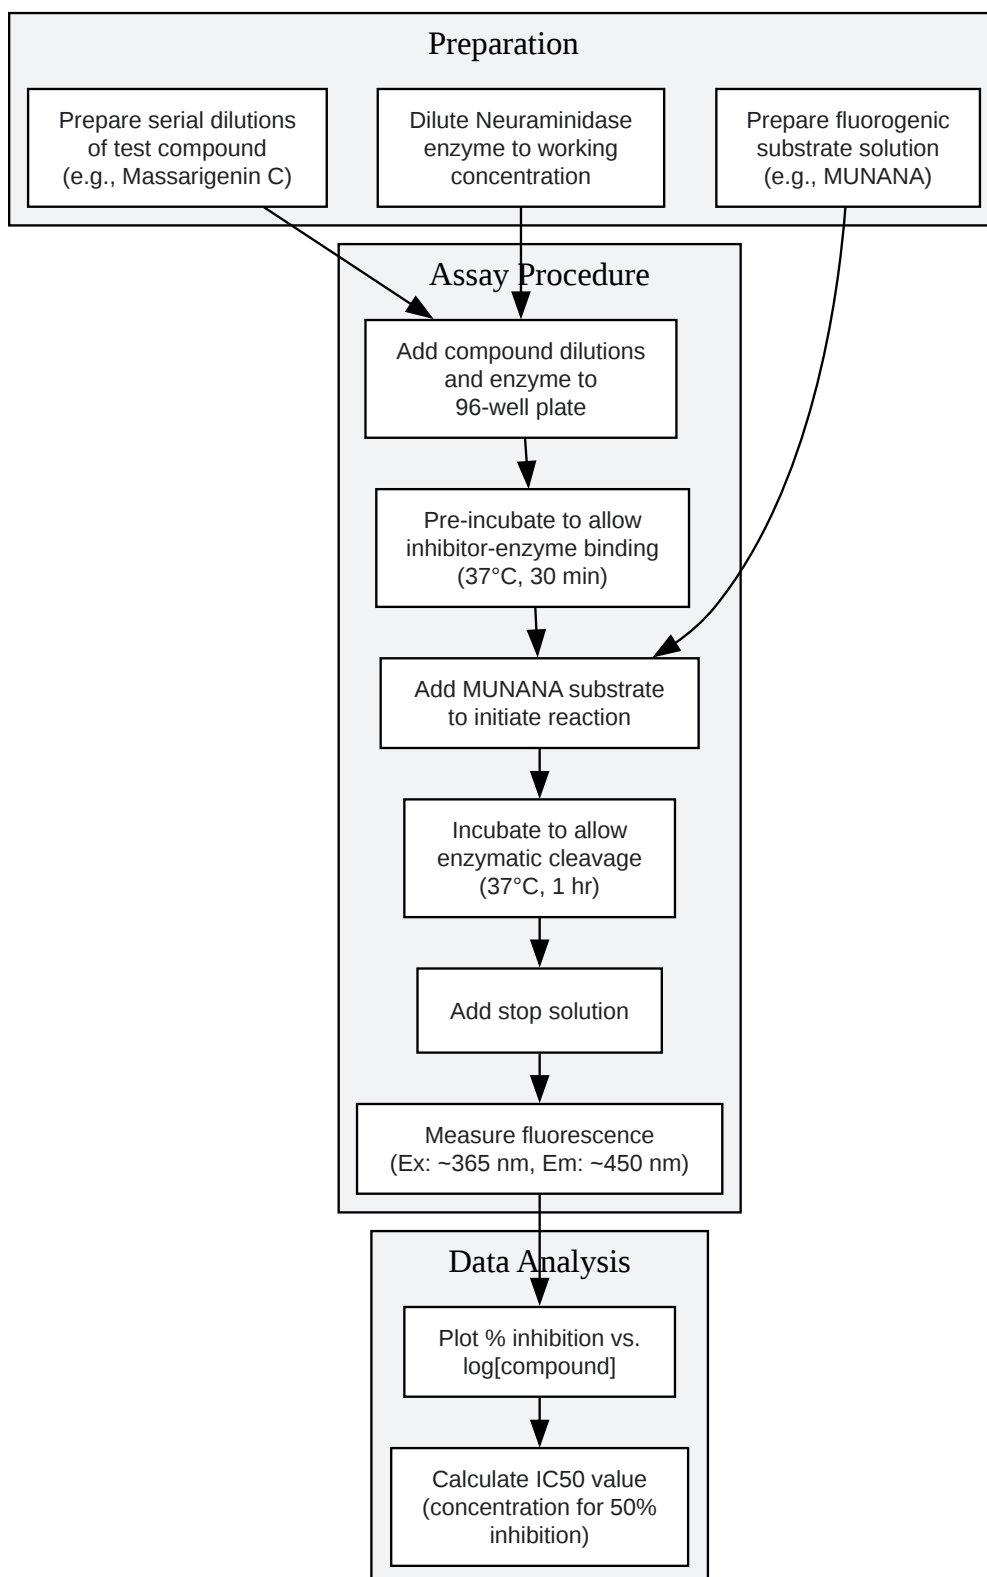 Preparation
Prepare serial dilutions
of test compound
(e.g., Massarigenin C)
Dilute Neuraminidase
enzyme to working
concentration
Prepare fluorogenic
substrate solution
(e.g., MUNANA)
Assay Procedure
Add compound dilutions
and enzyme to
96-well plate
Pre-incubate to allow
inhibitor-enzyme binding
(37°C, 30 min)
Add MUNANA substrate
to initiate reaction
Incubate to allow
enzymatic cleavage
(37°C, 1 hr)
Add stop solution
Measure fluorescence
(Ex: ~365 nm, Em: ~450 nm)
Data Analysis
Plot % inhibition vs.
log[compound]
Calculate IC50 value
(concentration for 50%
inhibition)